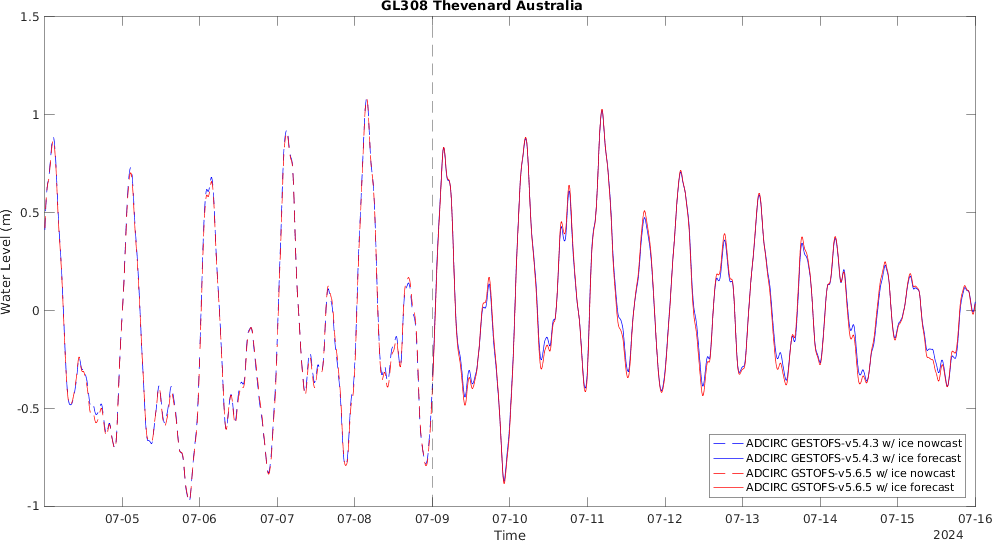 GL308 Thevenard Australia
1.5
1
0.5
0
-0.5
-1
Water Level (m)
07-05 07-06 07-07 07-08 07-09 07-10 07-11 07-12 07-13 07-14 07-15 07-16
Time
2024
ADCIRC GESTOFS-v5.4.3 w/ ice nowcast
ADCIRC GESTOFS-v5.4.3 w/ ice forecast
ADCIRC GSTOFS-v5.6.5 w/ ice nowcast
ADCIRC GSTOFS-v5.6.5 w/ ice forecast